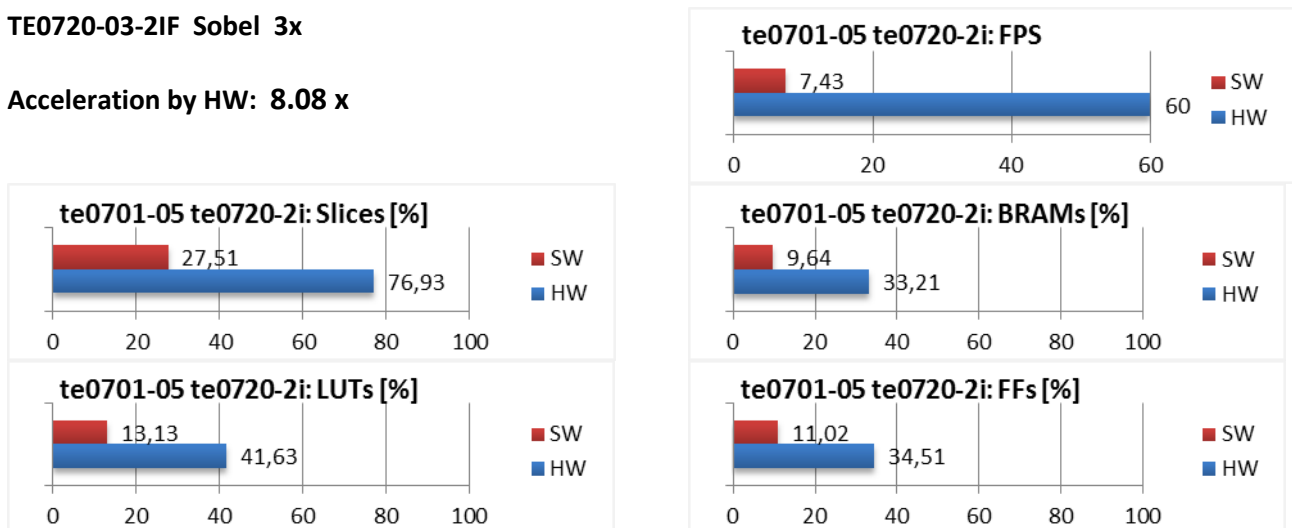 TE0720-03-2IF Sobel 3x
Acceleration by HW: 8.08 x
te0701-05 te0720-2i: FPS
7,43
60
SW
HW
0 20 40 60
te0701-05 te0720-2i: Slices [%]
27,51
76,93
SW
HW
0 20 40 60 80 100
te0701-05 te0720-2i: BRAMs [%]
9,64
33,21
SW
HW
0 20 40 60 80 100
te0701-05 te0720-2i: LUTs [%]
13,13
41,63
SW
HW
0 20 40 60 80 100
te0701-05 te0720-2i: FFs [%]
11,02
34,51
SW
HW
0 20 40 60 80 100